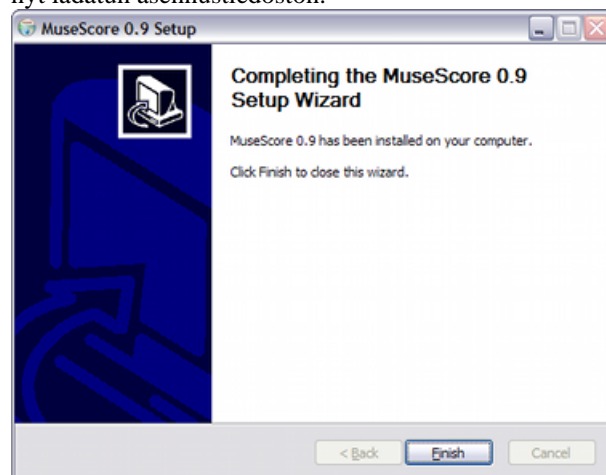 nyt ladatun asennustiedoston.
MuseScore 0.9 Setup
Completing the MuseScore 0.9
Setup Wizard
MuseScore 0.9 has been installed on your computer.
Click Finish to close this wizard.
< Back
Finish
Cancel